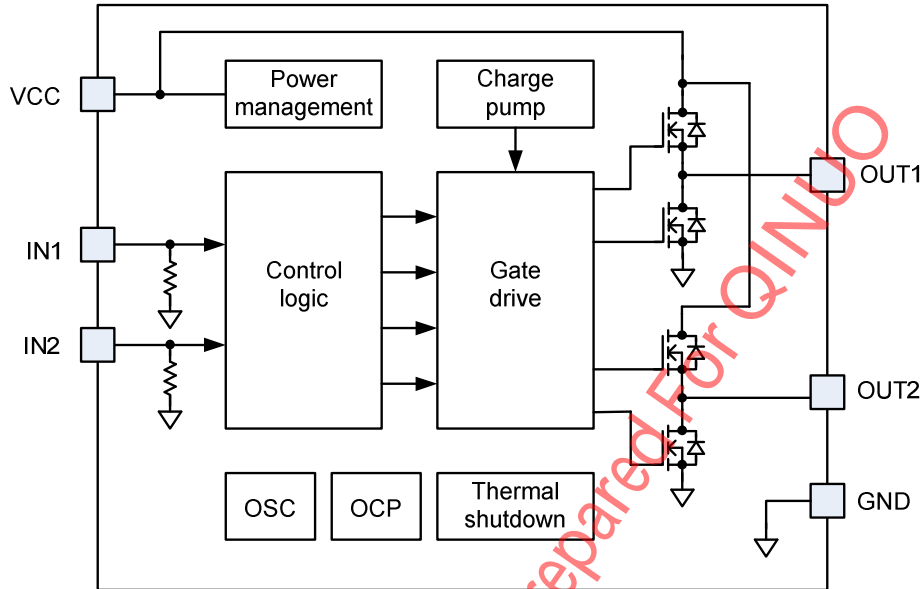 VCC
Power
management
Charge
pump
OUT1
IN1
Control
logic
Gate
drive
IN2
OUT2
OSC
OCP
Thermal
shutdown
GND
epared For QINUO